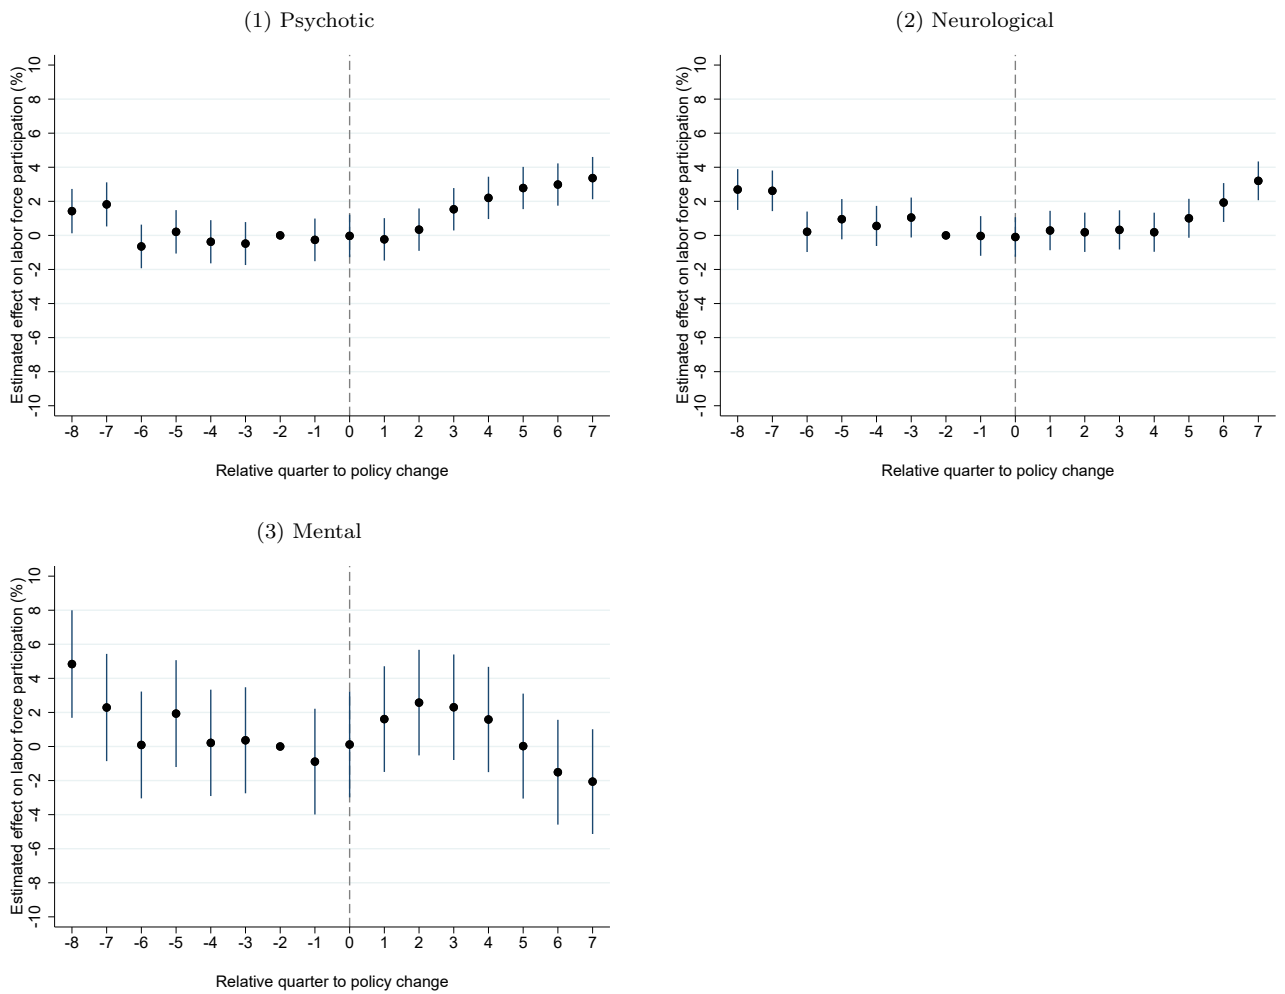 (1) Psychotic
Estimated effect on labor force participation (%)
10
8
6
4
2
0
-2
-4
-6
-8
-10
-8 -7 -6 -5 -4 -3 -2 -1 0 1 2 3 4 5 6 7
Relative quarter to policy change
(2) Neurological
Estimated effect on labor force participation (%)
10
8
6
4
2
0
-2
-4
-6
-8
-10
-8 -7 -6 -5 -4 -3 -2 -1 0 1 2 3 4 5 6 7
Relative quarter to policy change
(3) Mental
Estimated effect on labor force participation (%)
10
8
6
4
2
0
-2
-4
-6
-8
-10
-8 -7 -6 -5 -4 -3 -2 -1 0 1 2 3 4 5 6 7
Relative quarter to policy change